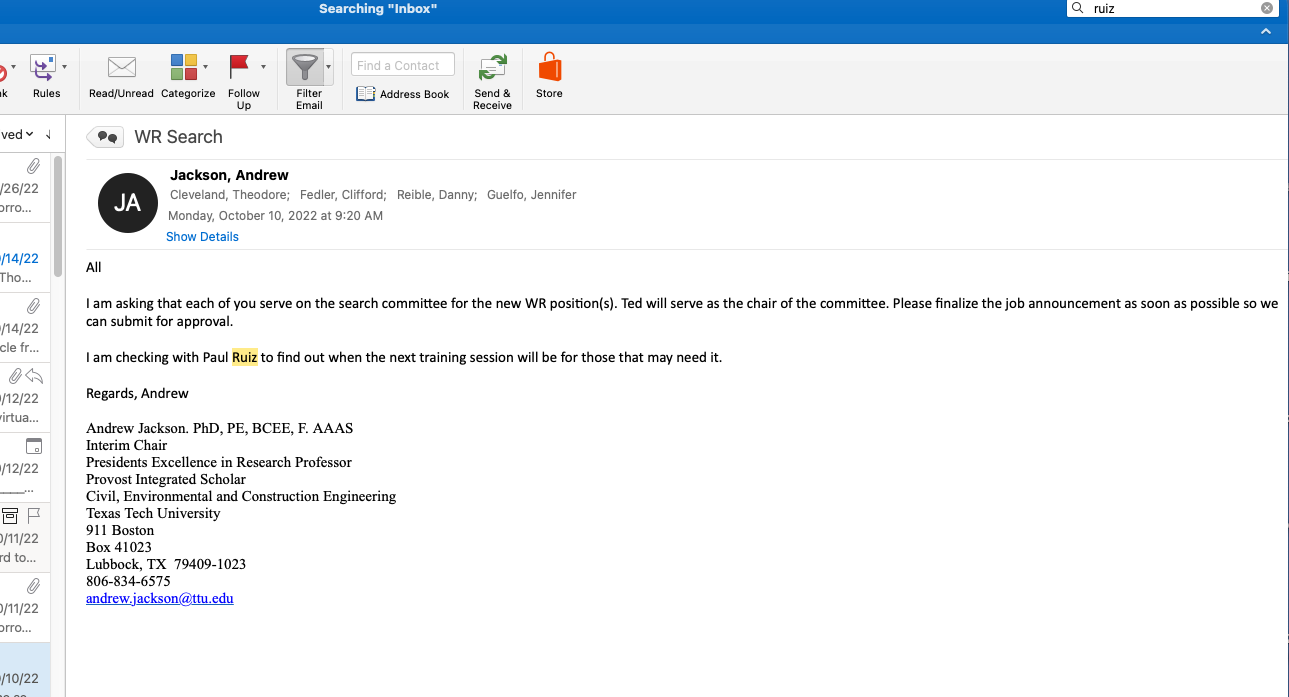 Searching "Inbox"
ruiz
nk
Rules
Read/Unread
Categorize
Follow Up
Filter Email
Find a Contact
Address Book
Send & Receive
Store
ved
WR Search
/26/22
orro...
Jackson, Andrew
Cleveland, Theodore; Fedler, Clifford; Reible, Danny; Guelfo, Jennifer
Monday, October 10, 2022 at 9:20 AM
Show Details
JA
/14/22
Tho...
/14/22
cle fr...
/12/22
virtua...
/12/22
____...
0/11/22
rd to...
0/11/22
orro...
/10/22
All
I am asking that each of you serve on the search committee for the new WR position(s). Ted will serve as the chair of the committee. Please finalize the job announcement as soon as possible so we
can submit for approval.
I am checking with Paul Ruiz to find out when the next training session will be for those that may need it.
Regards, Andrew
Andrew Jackson. PhD, PE, BCEE, F. AAAS
Interim Chair
Presidents Excellence in Research Professor
Provost Integrated Scholar
Civil, Environmental and Construction Engineering
Texas Tech University
911 Boston
Box 41023
Lubbock, TX  79409-1023
806-834-6575
andrew.jackson@ttu.edu